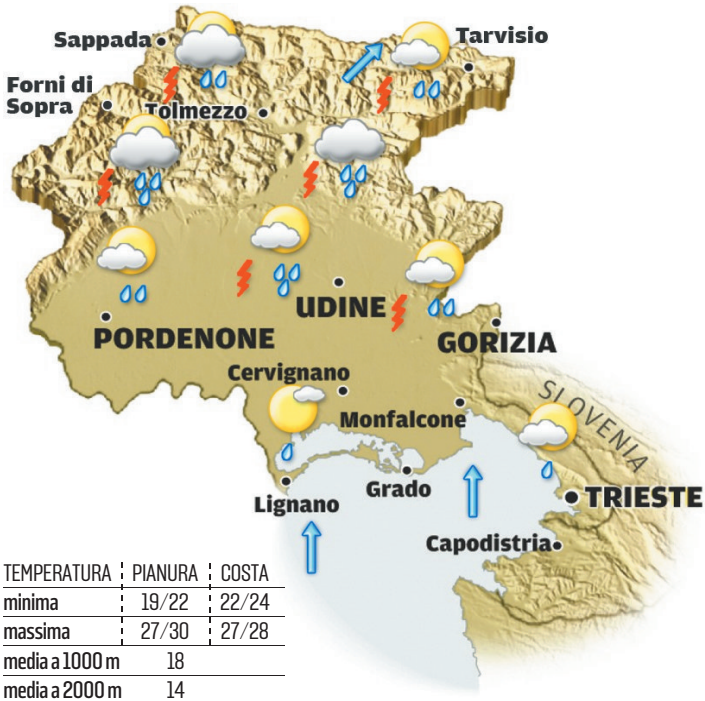 Sappada
Tarvisio
Forni di
Sopra
Tolmezzo
UDINE
PORDENONE
GORIZIA
Cervignano
SLOVENIA
Monfalcone
Lignano
Grado
TRIESTE
Capodistria
TEMPERATURA PIANURA COSTA
minima 19/22 22/24
massima 27/30 27/28
media a 1000 m 18
media a 2000 m 14